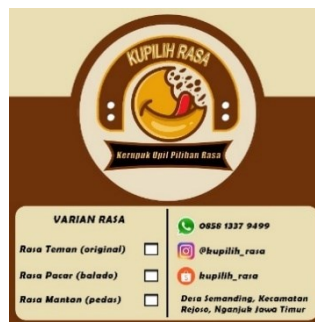 KUPILIH RASA
Kerupuk Upil Pilihan Rasa
VARIAN RASA
Rasa Teman (original)
Rasa Pacar (balado)
Rasa Mantan (pedas)
0858 1337 9499
@kupilih_rasa
kupilih_rasa
Desa Semanding, Kecamatan
Rejoso, Nganjuk Jawa Timur